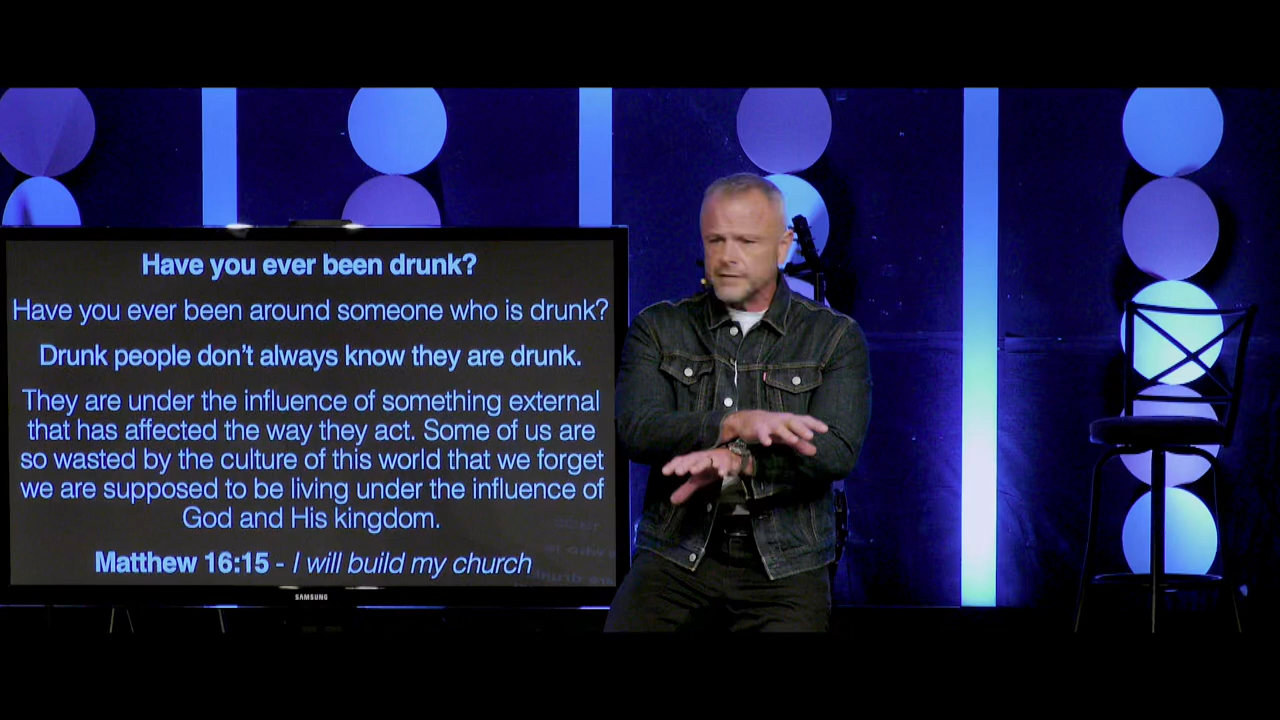 Have you ever been drunk?
Have you ever been around someone who is drunk?
Drunk people don’t always know they are drunk.
They are under the influence of something external
that has affected the way they act. Some of us are
so wasted by the culture of this world that we forget
we are supposed to be living under the influence of
God and His kingdom.
Matthew 16:15 - I will build my church
SAMSUNG